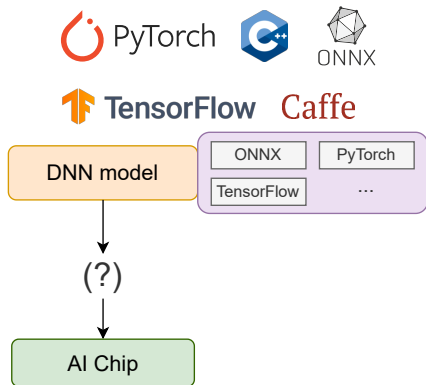 PyTorch C++ ONNX
TensorFlow Caffe
DNN model
ONNX PyTorch
TensorFlow ...
(?)
AI Chip